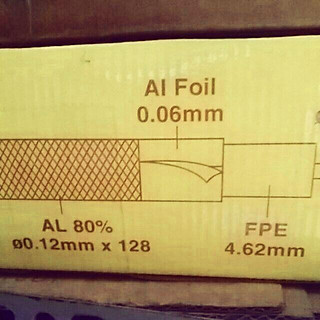 Al Foil
0.06mm
AL 80%
ø0.12mm x 128
FPE
4.62mm